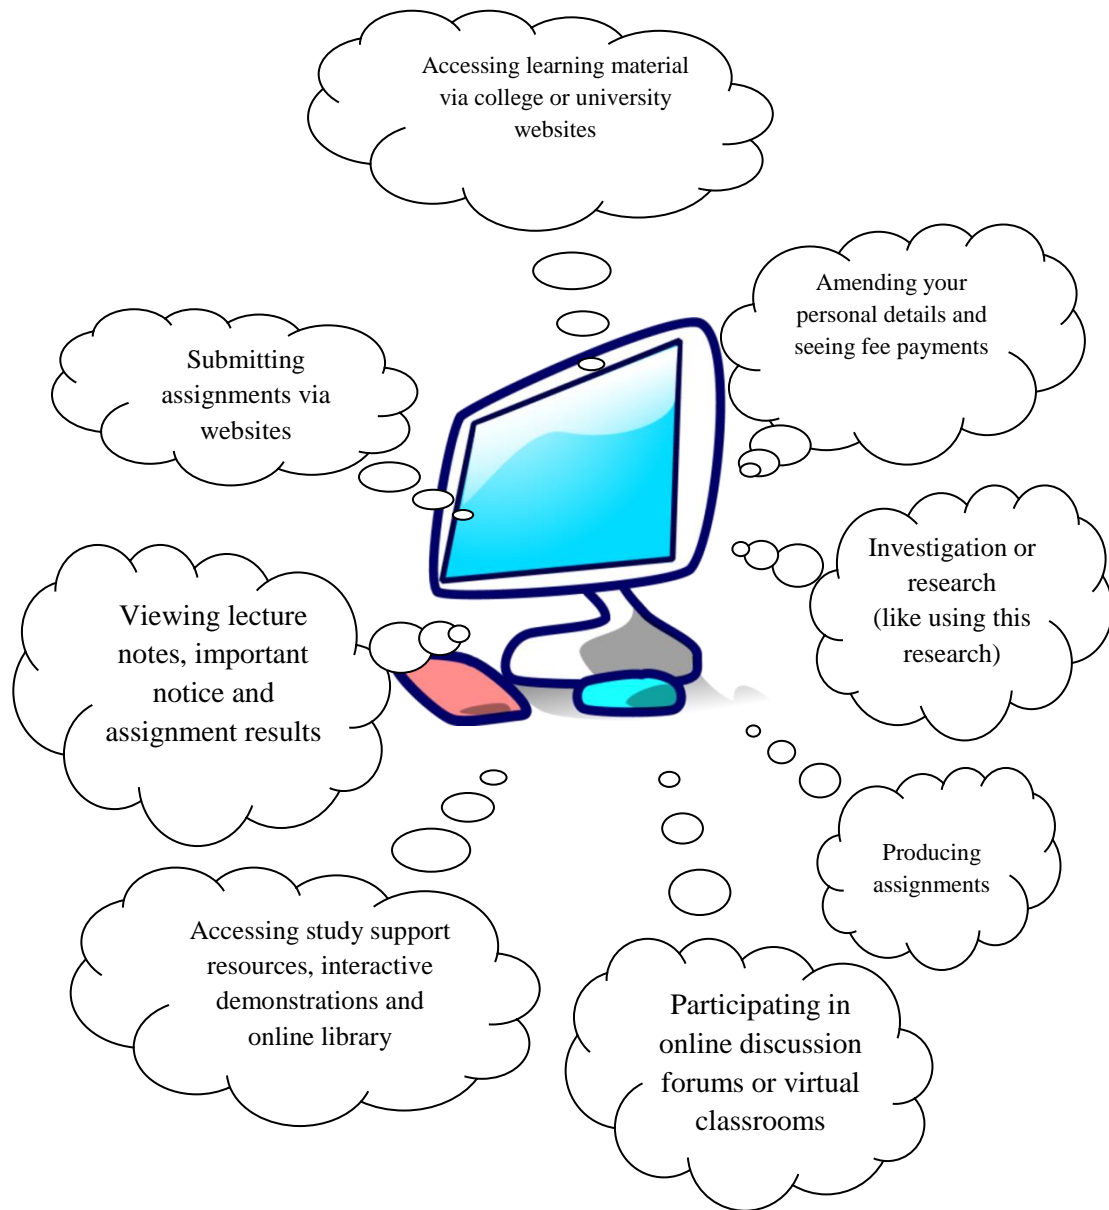 Accessing learning material
via college or university
websites
Amending your
personal details and
seeing fee payments
Submitting
assignments via
websites
Investigation or
research
(like using this
research)
Viewing lecture
notes, important
notice and
assignment results
Producing
assignments
Accessing study support
resources, interactive
demonstrations and
online library
Participating in
online discussion
forums or virtual
classrooms